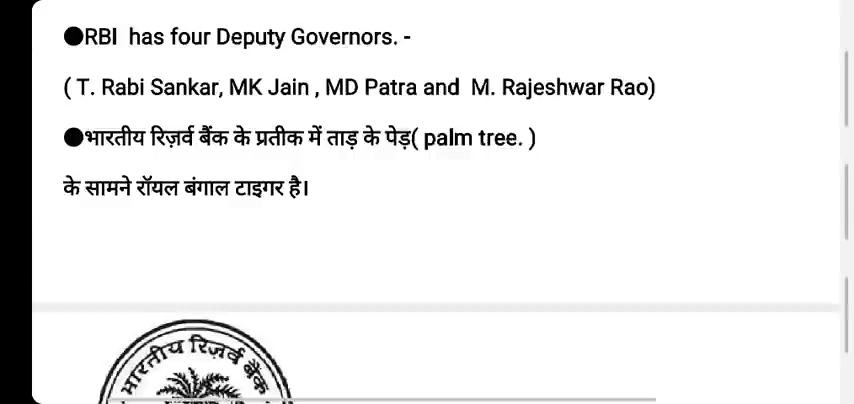 ●RBI has four Deputy Governors. -
( T. Rabi Sankar, MK Jain , MD Patra and M. Rajeshwar Rao)
●भारतीय रिज़र्व बैंक के प्रतीक में ताड़ के पेड़( palm tree. )
के सामने रॉयल बंगाल टाइगर है।
भारतीय रिज़र्व बैंक